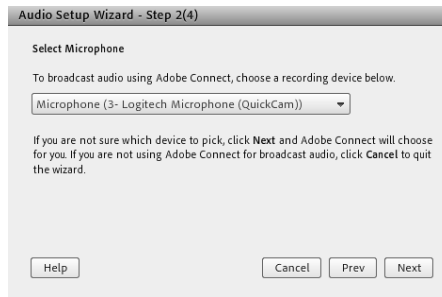 Audio Setup Wizard - Step 2(4)
Select Microphone
To broadcast audio using Adobe Connect, choose a recording device below.
Microphone (3- Logitech Microphone (QuickCam))
If you are not sure which device to pick, click Next and Adobe Connect will choose
for you. If you are not using Adobe Connect for broadcast audio, click Cancel to quit
the wizard.
Help Cancel Prev Next